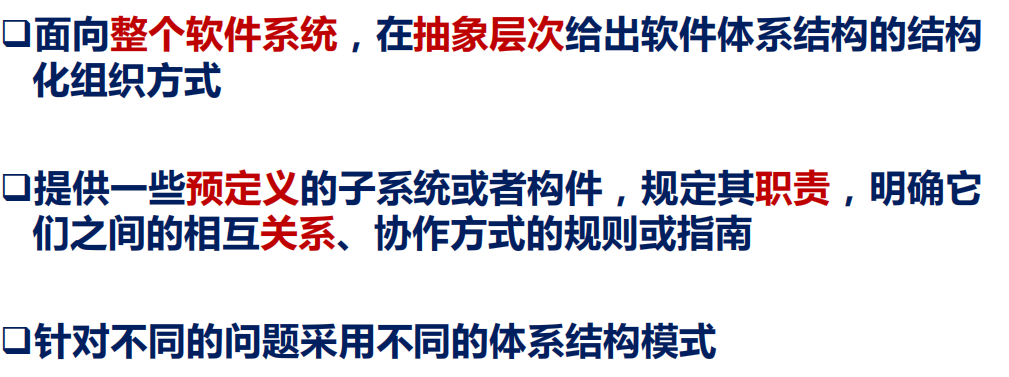 ❑面向整个软件系统，在抽象层次给出软件体系结构的结构
化组织方式
❑提供一些预定义的子系统或者构件，规定其职责，明确它
们之间的相互关系、协作方式的规则或指南
❑针对不同的问题采用不同的体系结构模式